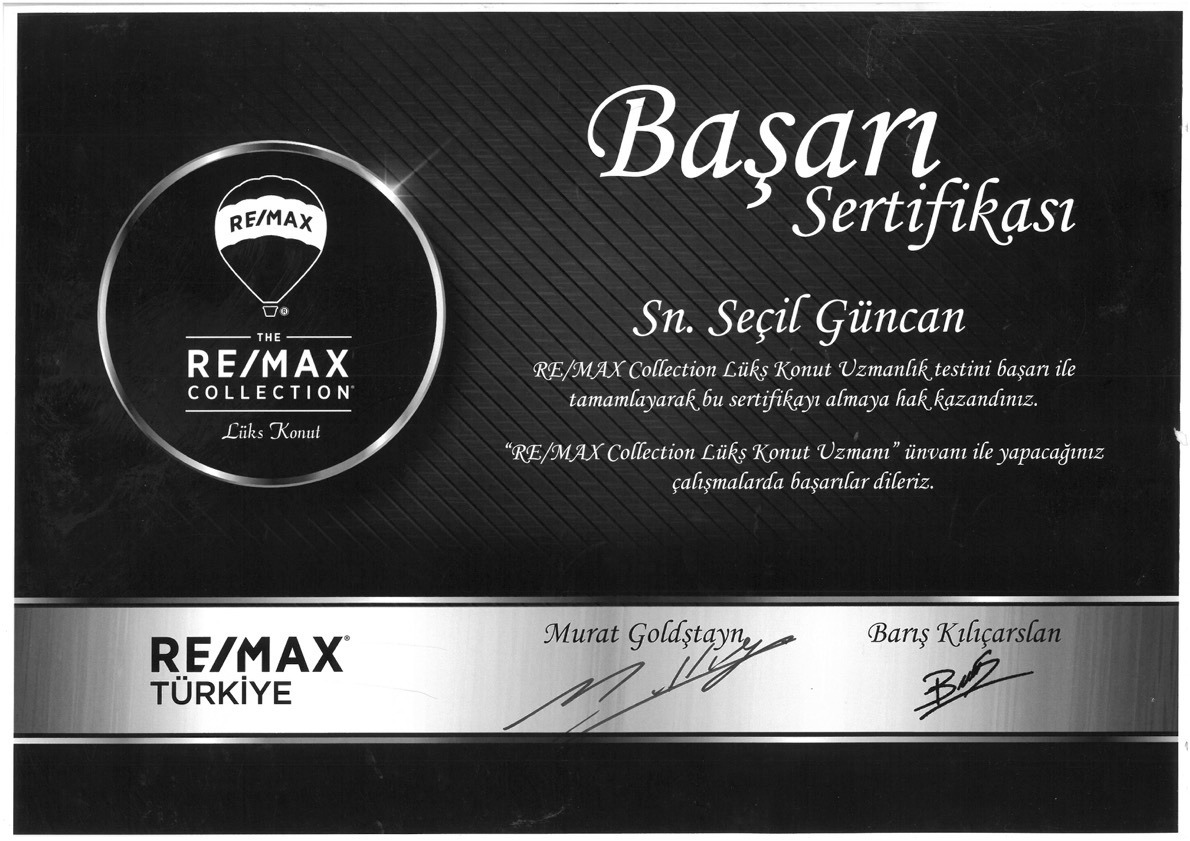 Başarı
Sertifikası
RE/MAX
THE
RE/MAX
COLLECTION®
Lüks Konut
Sn. Seçil Güncan
RE/MAX Collection Lüks Konut Uzmanlık testini başarı ile
tamamlayarak bu sertifikayı almaya hak kazandınız.
“RE/MAX Collection Lüks Konut Uzmanı” ünvanı ile yapacağınız
çalışmalarda başarılar dileriz.
RE/MAX®
TÜRKİYE
Murat Goldştayn
Barış Kılıçarslan